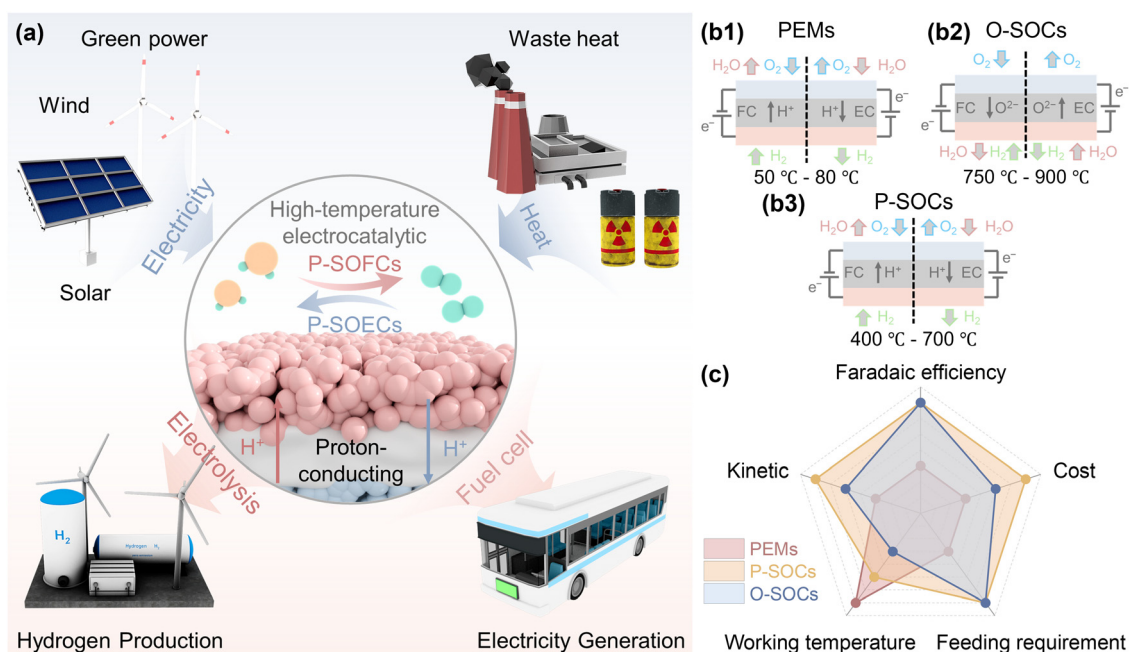 (a)
Green power
Wind
Solar
Electricity
Waste heat
Heat
High-temperature
electrocatalytic
P-SOFCs
P-SOECs
H⁺
Proton-
conducting
H⁺
Electrolysis
Fuel cell
H₂
Hydrogen H₂
Hydrogen Production
Electricity Generation
(b1)
PEMs
H₂O O₂ O₂ H₂O
e⁻ FC H⁺ H⁺ EC e⁻
H₂ H₂
50 ℃ - 80 ℃
(b2)
O-SOCs
O₂ O₂
e⁻ FC O²⁻ O²⁻ EC e⁻
H₂O H₂ H₂ H₂O
750 ℃ - 900 ℃
(b3)
P-SOCs
H₂O O₂ O₂ H₂O
e⁻ FC H⁺ H⁺ EC e⁻
H₂ H₂
400 ℃ - 700 ℃
(c)
Faradaic efficiency
Kinetic
Cost
PEMs
P-SOCs
O-SOCs
Working temperature
Feeding requirement